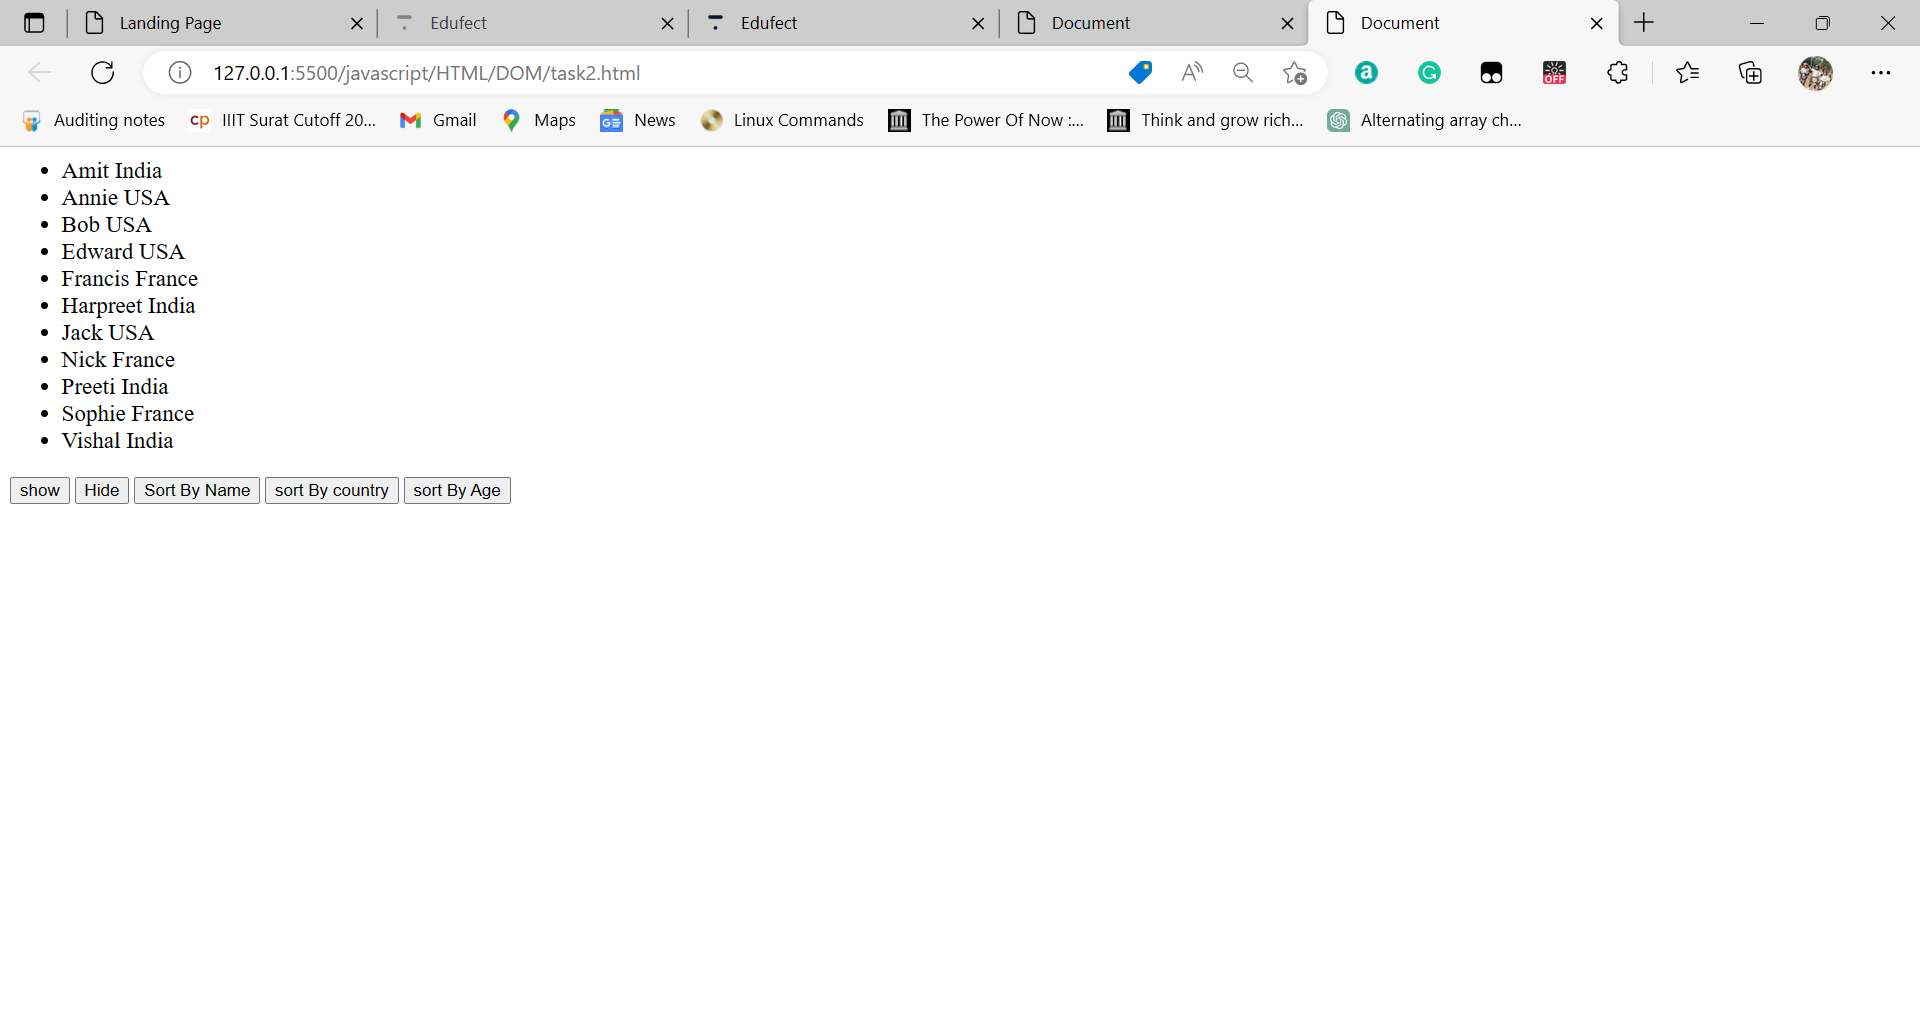 Landing Page Edufect Edufect Document Document
127.0.0.1:5500/javascript/HTML/DOM/task2.html A a G OFF
Auditing notes cp IIIT Surat Cutoff 20... Gmail GE News Maps Linux Commands The Power Of Now :... Think and grow rich... Alternating array ch...
Amit India
Annie USA
Bob USA
Edward USA
Francis France
Harpreet India
Jack USA
Nick France
Preeti India
Sophie France
Vishal India
show Hide Sort By Name sort By country sort By Age